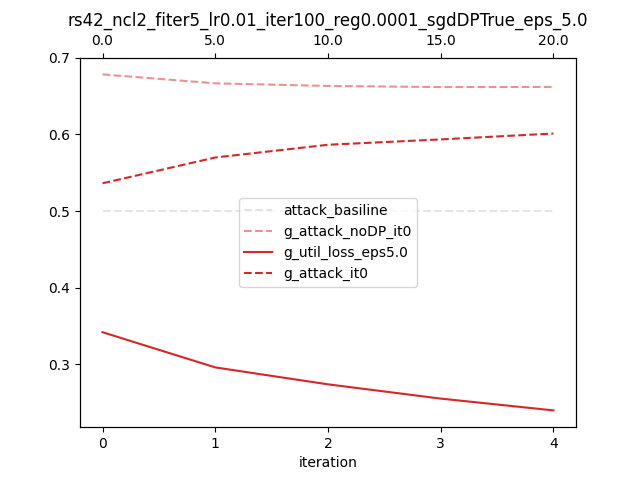 rs42_ncl2_fiter5_lr0.01_iter100_reg0.0001_sgdDPTrue_eps_5.0
0.0 5.0 10.0 15.0 20.0
0.7
0.6
0.5
0.4
0.3
attack_basiline
g_attack_noDP_it0
g_util_loss_eps5.0
g_attack_it0
0 1 2 3 4
iteration